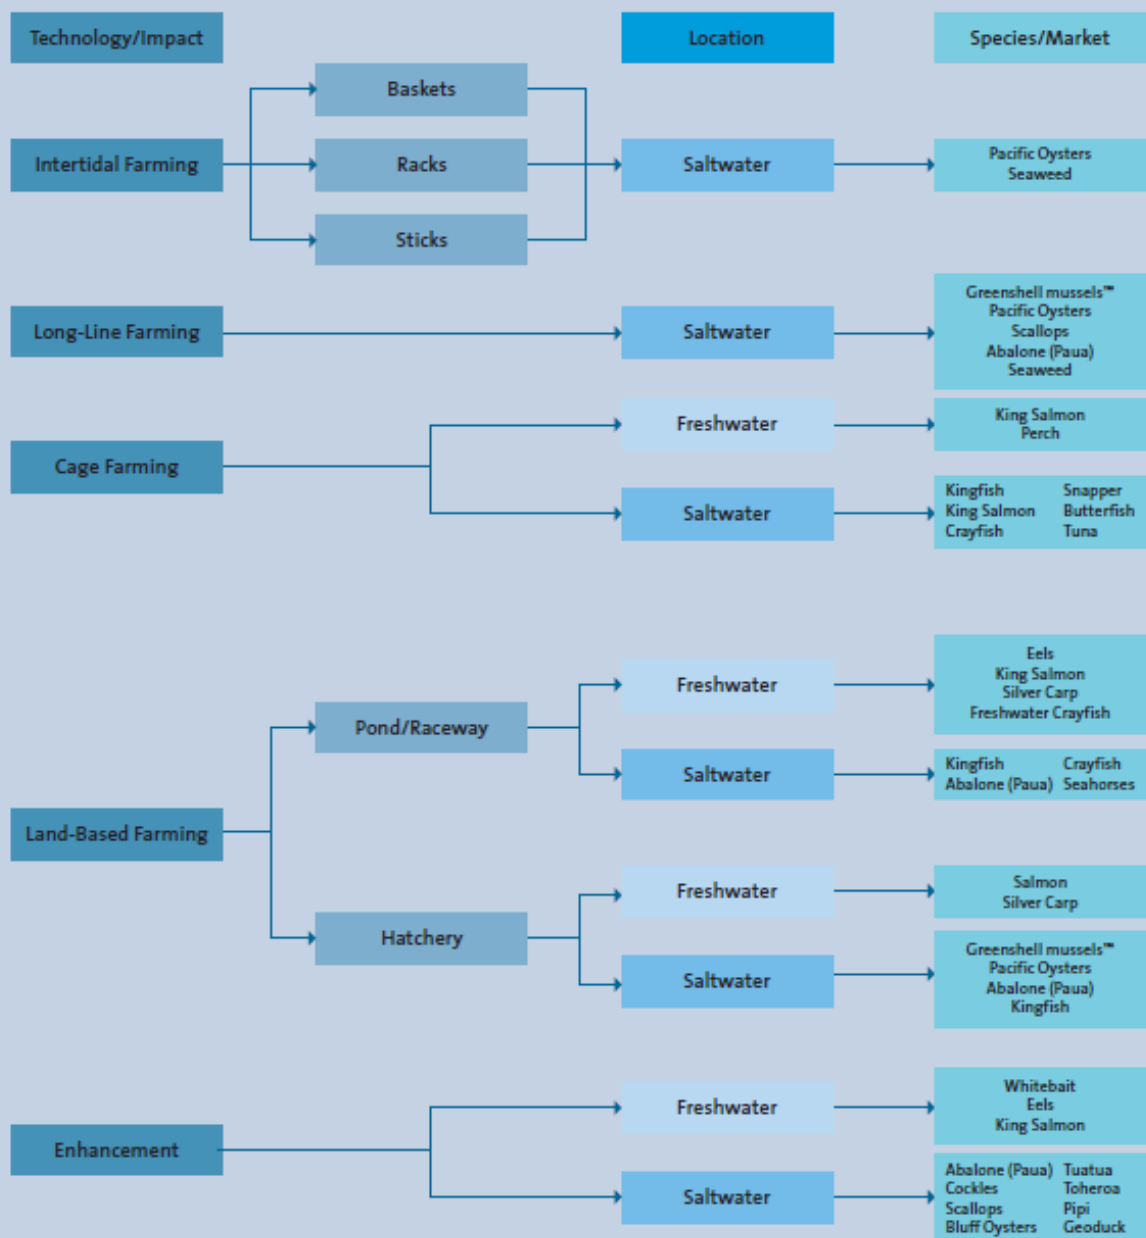 Technology/Impact
Location
Species/Market
Baskets
Intertidal Farming
Racks
Saltwater
Pacific Oysters
Seaweed
Sticks
Long-Line Farming
Saltwater
Greenshell mussels™
Pacific Oysters
Scallops
Abalone (Paua)
Seaweed
Cage Farming
Freshwater
King Salmon
Perch
Saltwater
Kingfish Snapper
King Salmon Butterfish
Crayfish Tuna
Land-Based Farming
Pond/Raceway
Freshwater
Eels
King Salmon
Silver Carp
Freshwater Crayfish
Saltwater
Kingfish Crayfish
Abalone (Paua) Seahorses
Hatchery
Freshwater
Salmon
Silver Carp
Saltwater
Greenshell mussels™
Pacific Oysters
Abalone (Paua)
Kingfish
Enhancement
Freshwater
Whitebait
Eels
King Salmon
Saltwater
Abalone (Paua) Tuatua
Cockles Toheroa
Scallops Pipi
Bluff Oysters Geoduck